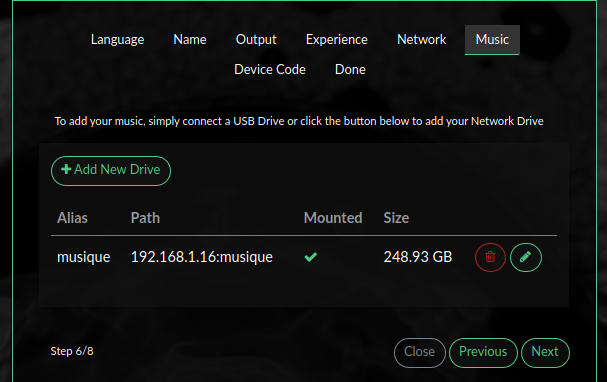 Language Name Output Experience Network Music
Device Code Done
To add your music, simply connect a USB Drive or click the button below to add your Network Drive
Add New Drive
Alias Path Mounted Size
musique 192.168.1.16:musique 248.93 GB
Step 6/8 Close Previous Next